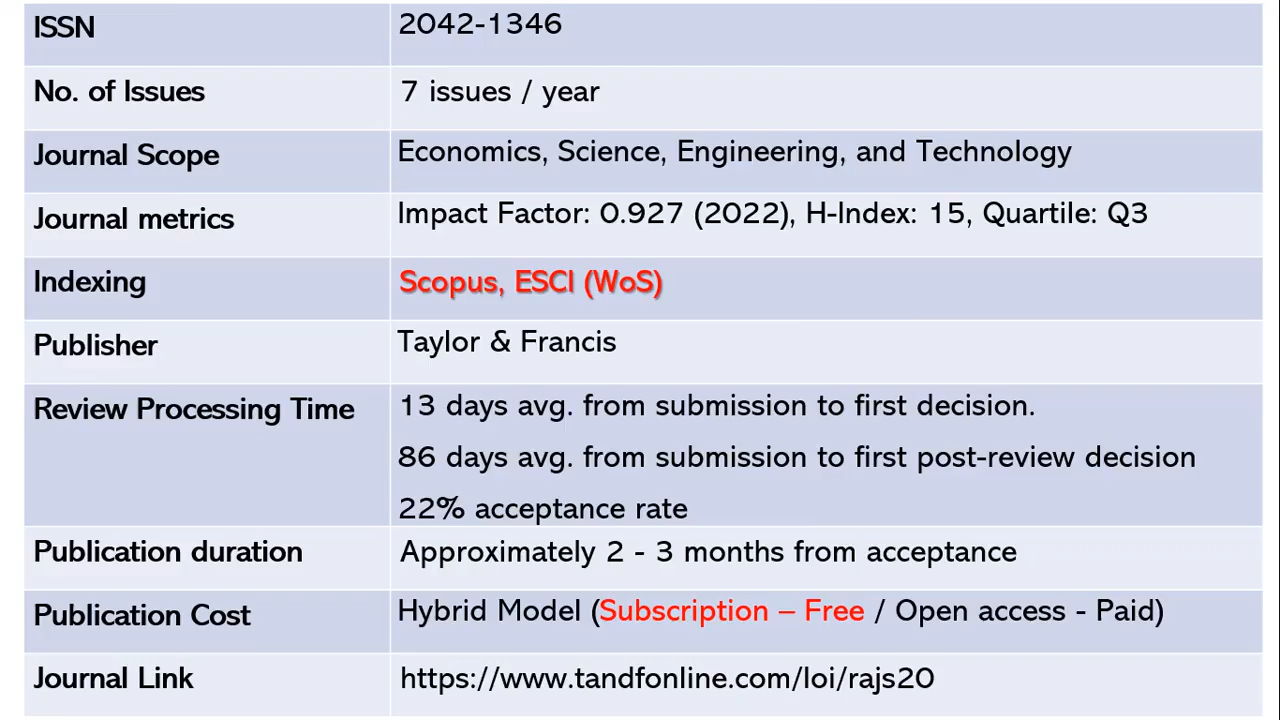 ISSN 2042-1346
No. of Issues 7 issues / year
Journal Scope Economics, Science, Engineering, and Technology
Journal metrics Impact Factor: 0.927 (2022), H-Index: 15, Quartile: Q3
Indexing Scopus, ESCI (WoS)
Publisher Taylor & Francis
Review Processing Time 13 days avg. from submission to first decision.
86 days avg. from submission to first post-review decision
22% acceptance rate
Publication duration Approximately 2 - 3 months from acceptance
Publication Cost Hybrid Model (Subscription – Free / Open access - Paid)
Journal Link https://www.tandfonline.com/loi/rajs20